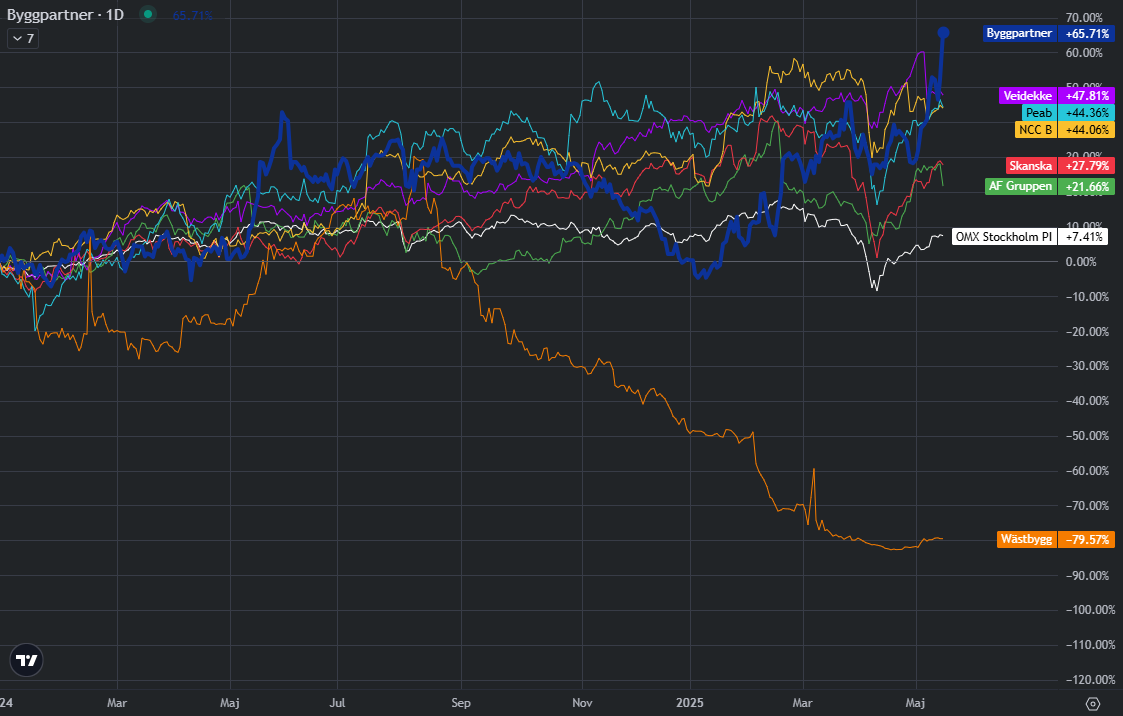 Byggpartner · 1D
65.71%
7
70.00%
Byggpartner +65.71%
60.00%
50.00%
Veidekke +47.81%
Peab +44.36%
NCC B +44.06%
30.00%
Skanska +27.79%
AF Gruppen +21.66%
10.00%
OMX Stockholm PI +7.41%
0.00%
−10.00%
−20.00%
−30.00%
−40.00%
−50.00%
−60.00%
−70.00%
Wästbygg −79.57%
−90.00%
−100.00%
−110.00%
−120.00%
24 Mar Maj Jul Sep Nov 2025 Mar Maj